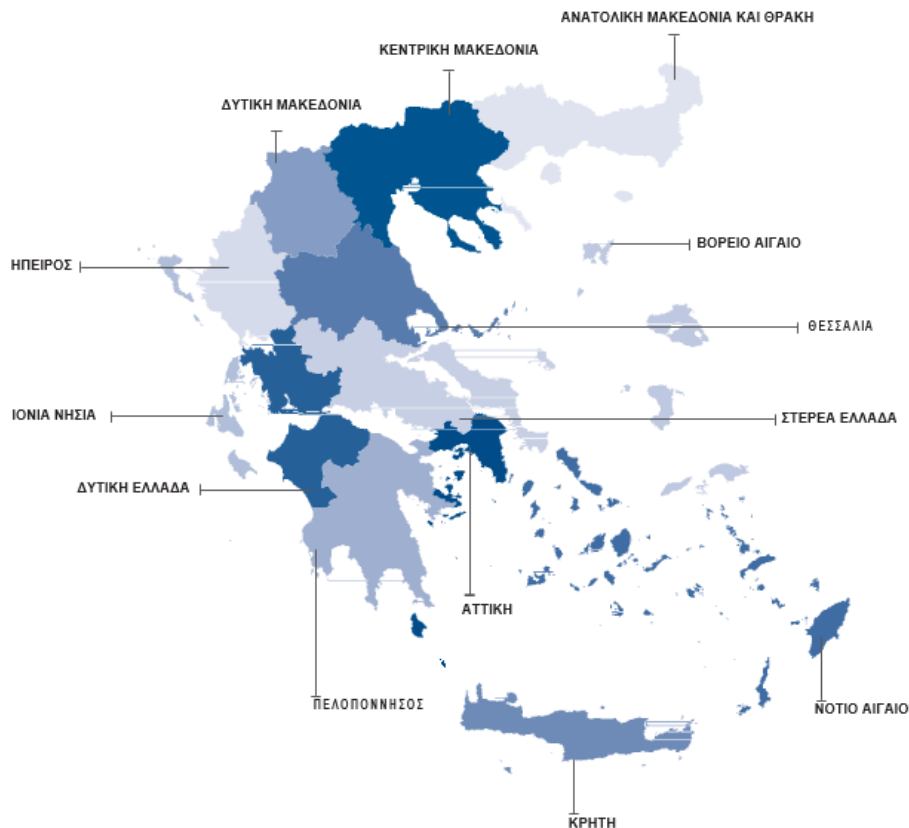 ΑΝΑΤΟΛΙΚΗ ΜΑΚΕΔΟΝΙΑ ΚΑΙ ΘΡΑΚΗ
ΚΕΝΤΡΙΚΗ ΜΑΚΕΔΟΝΙΑ
ΔΥΤΙΚΗ ΜΑΚΕΔΟΝΙΑ
ΒΟΡΕΙΟ ΑΙΓΑΙΟ
ΗΠΕΙΡΟΣ
ΘΕΣΣΑΛΙΑ
ΙΟΝΙΑ ΝΗΣΙΑ
ΣΤΕΡΕΑ ΕΛΛΑΔΑ
ΔΥΤΙΚΗ ΕΛΛΑΔΑ
ΑΤΤΙΚΗ
ΠΕΛΟΠΟΝΝΗΣΟΣ
ΝΟΤΙΟ ΑΙΓΑΙΟ
ΚΡΗΤΗ